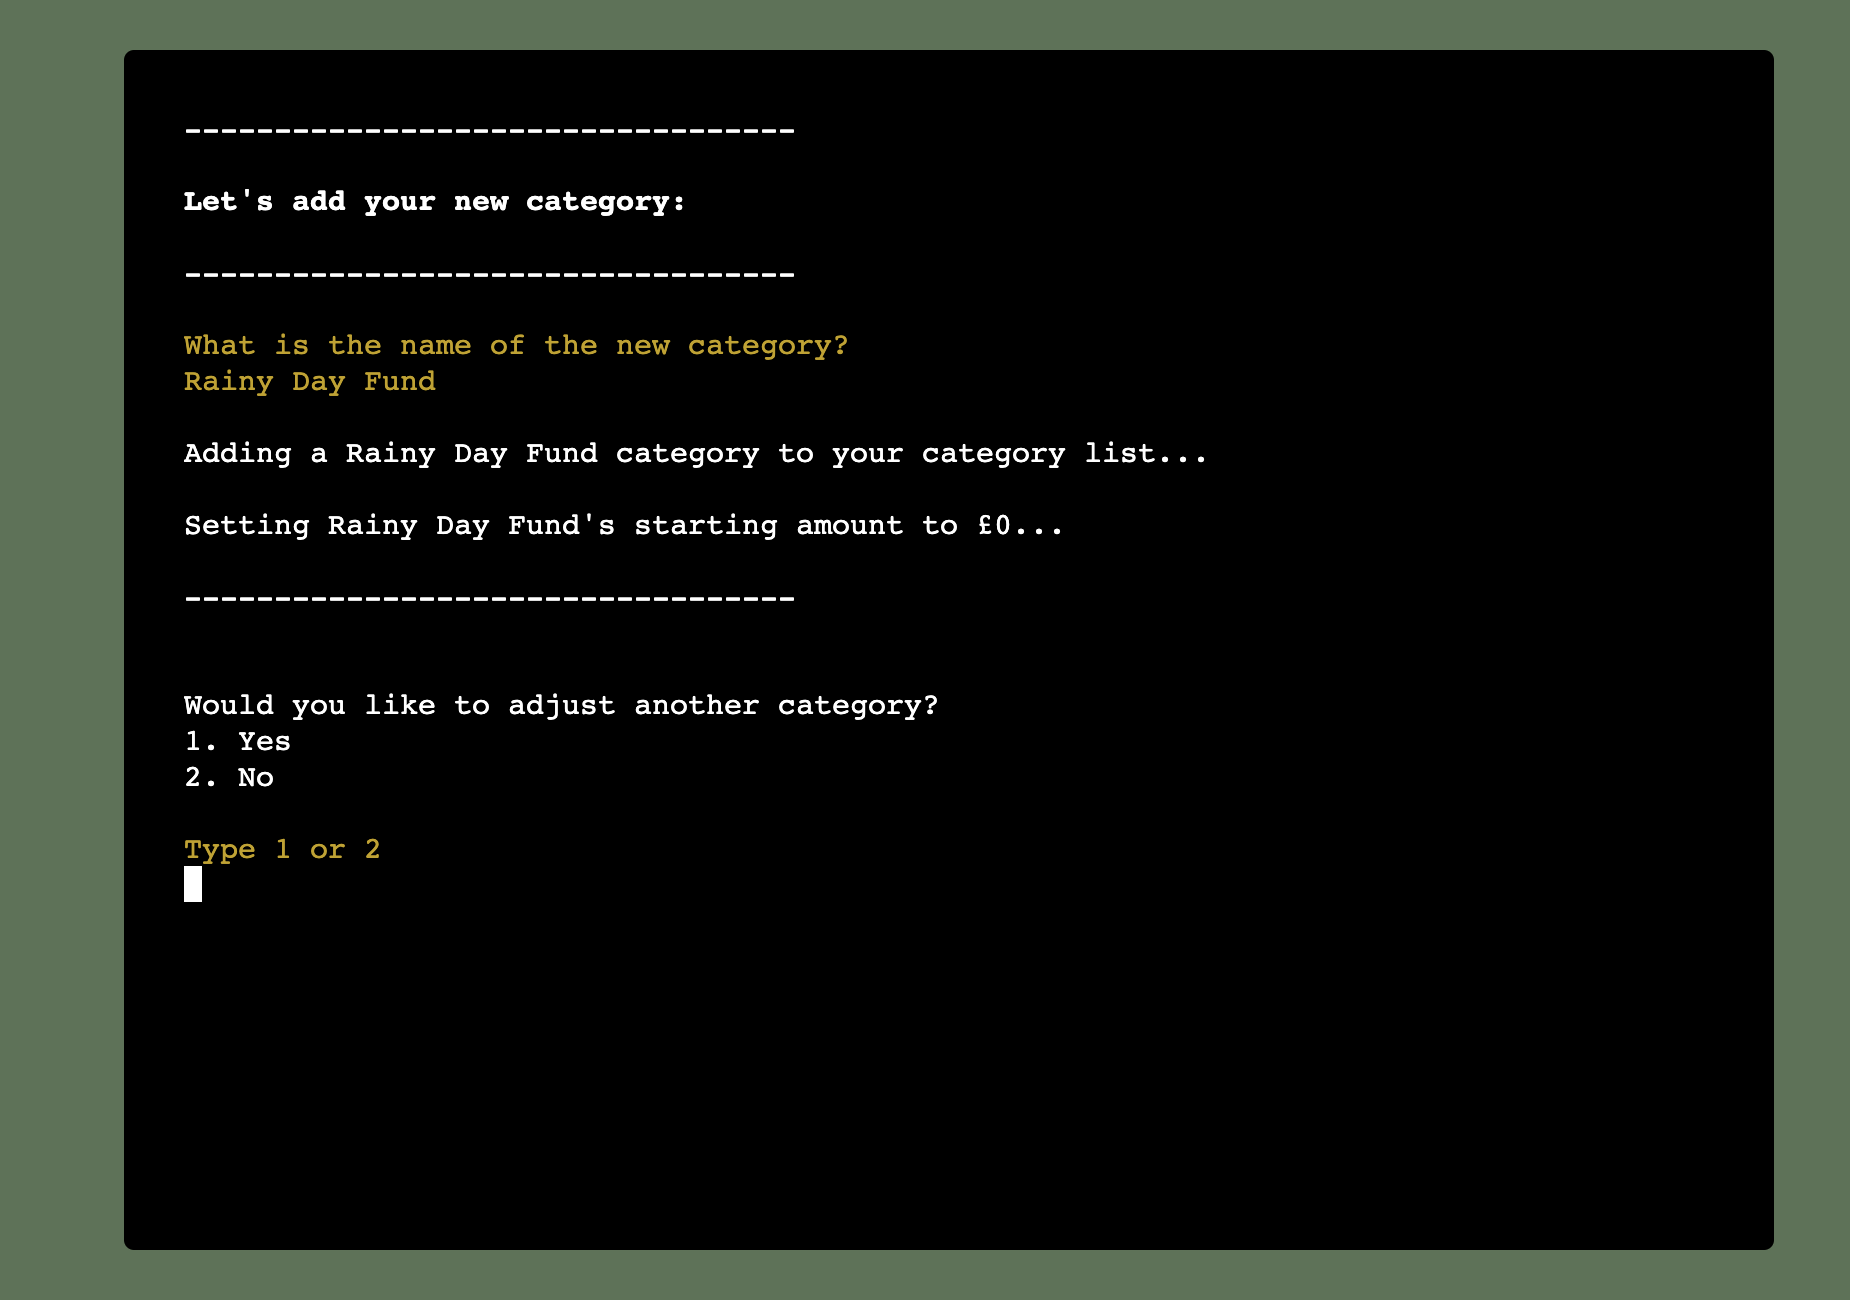 ----------------------------------
Let's add your new category:
----------------------------------
What is the name of the new category?
Rainy Day Fund
Adding a Rainy Day Fund category to your category list...
Setting Rainy Day Fund's starting amount to £0...
----------------------------------
Would you like to adjust another category?
1. Yes
2. No
Type 1 or 2